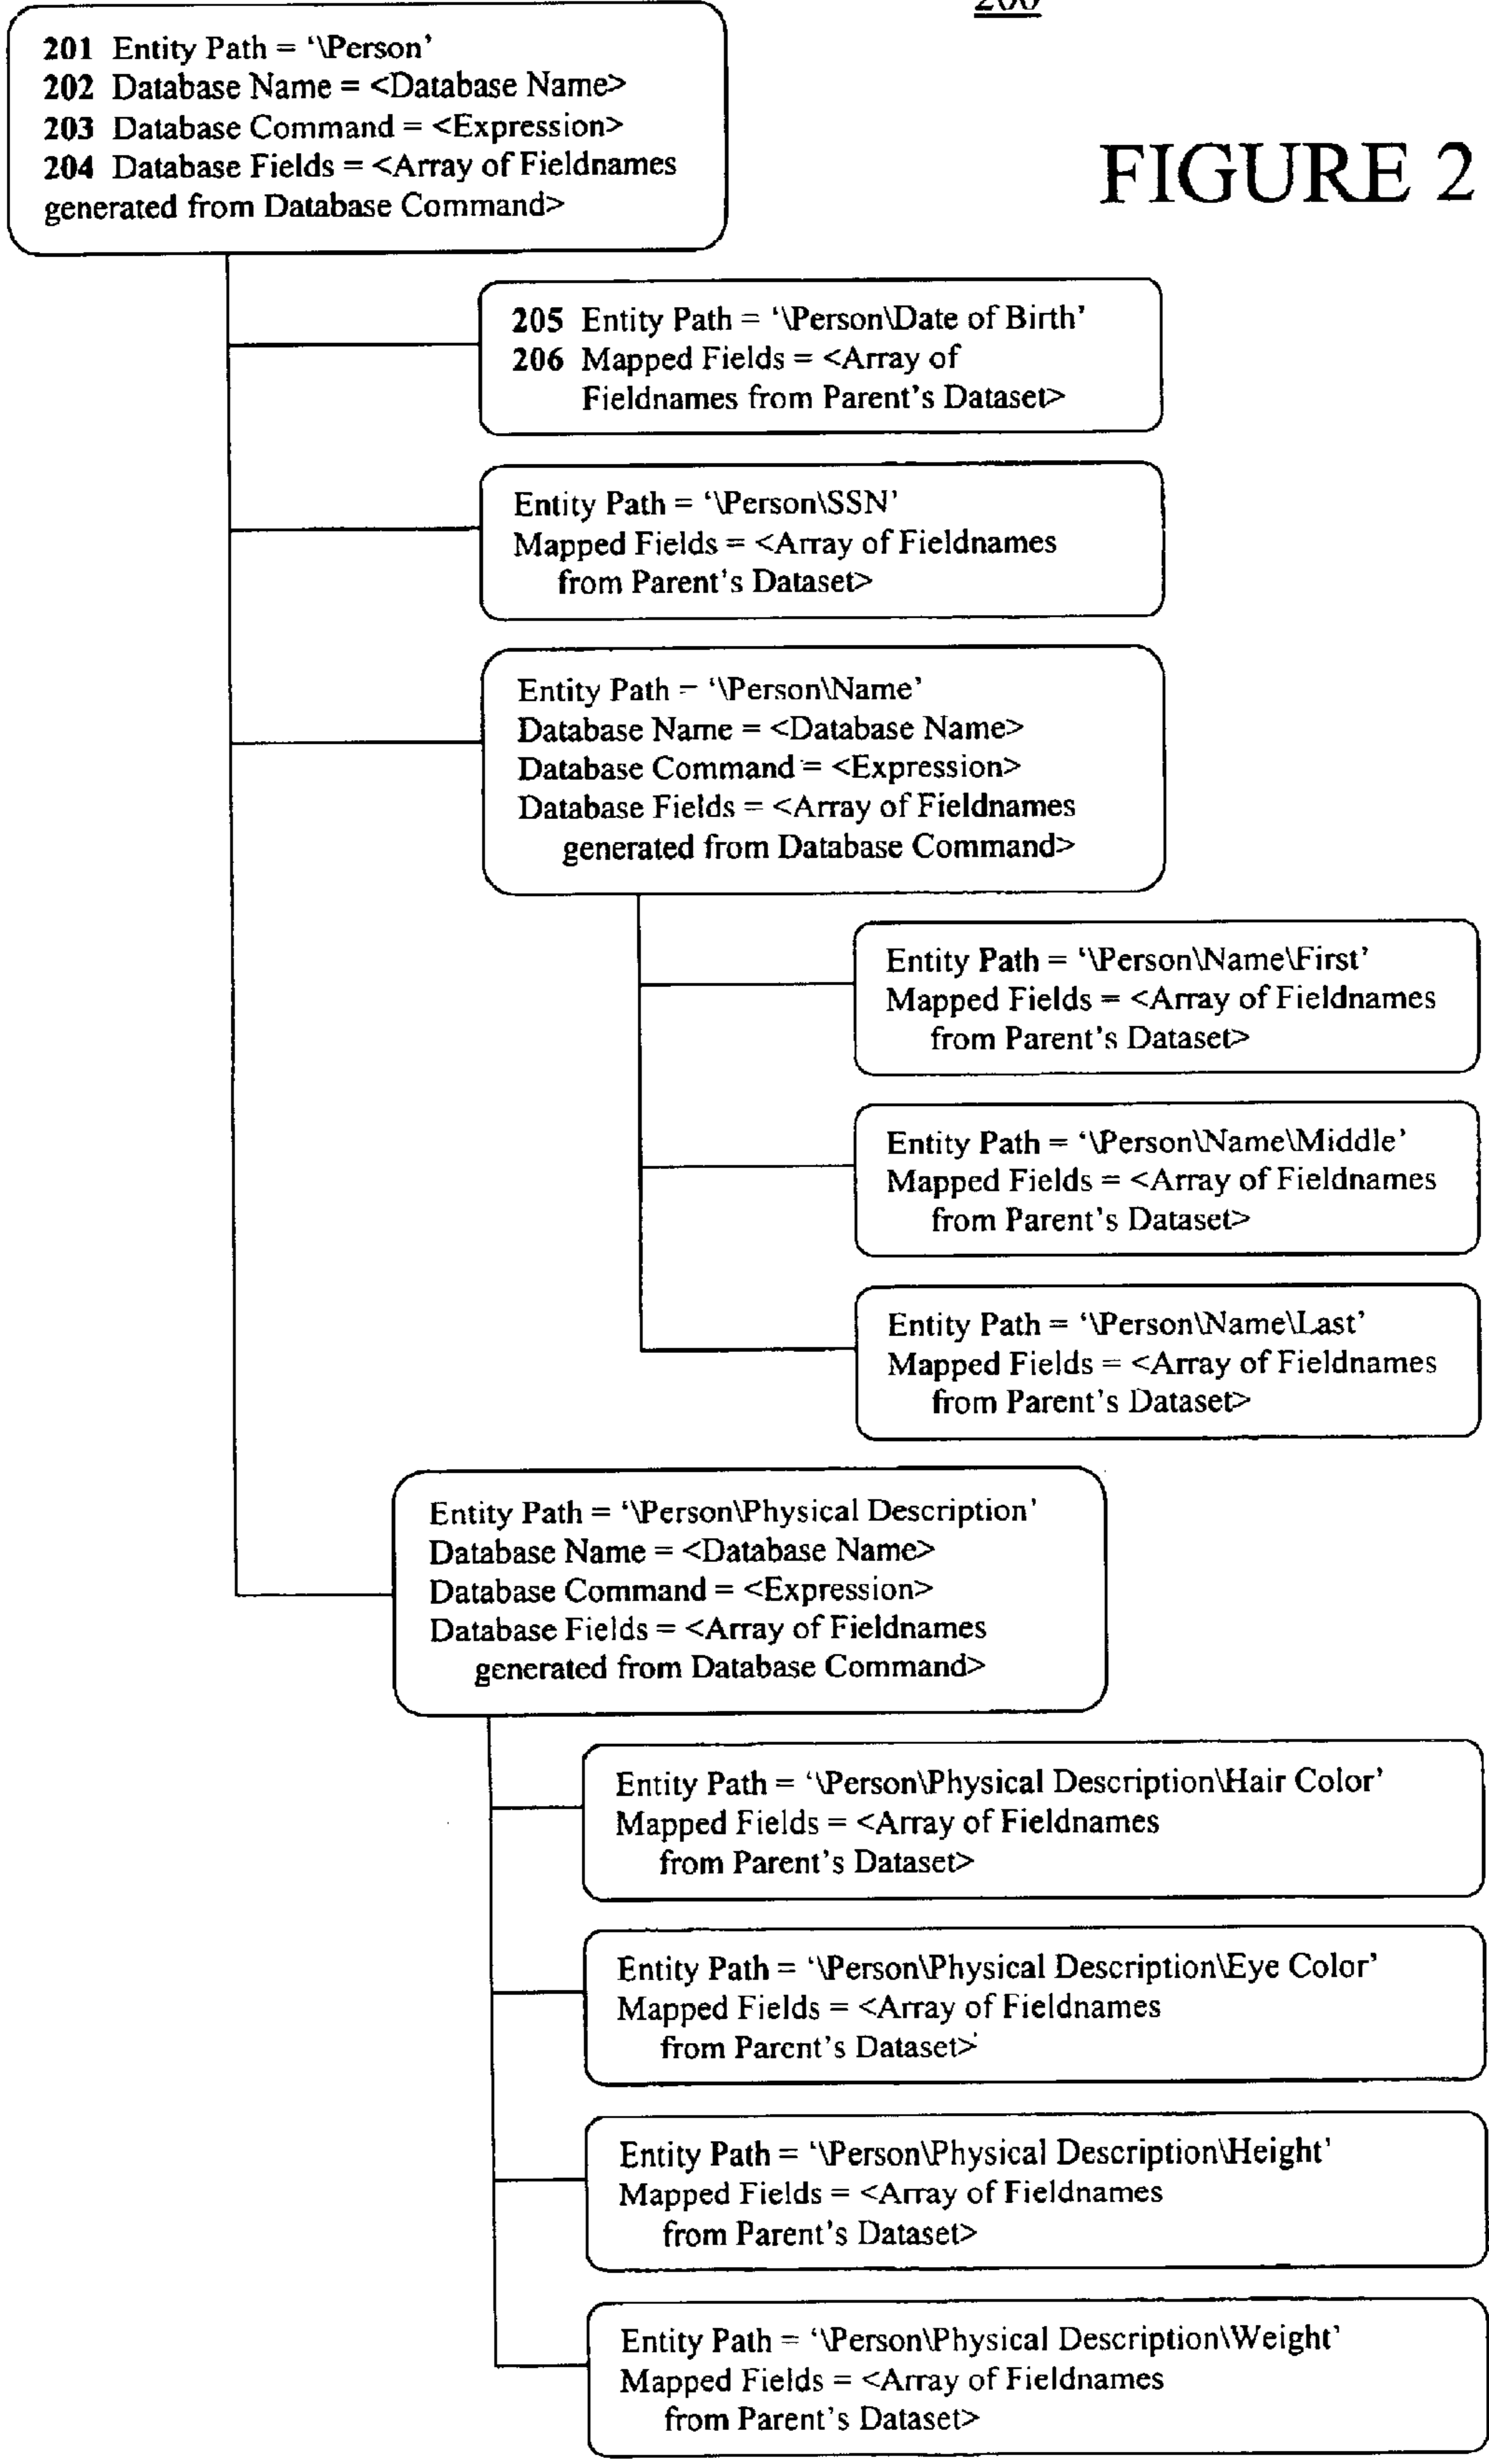 201 Entity Path = ‘\Person’
202 Database Name = <Database Name>
203 Database Command = <Expression>
204 Database Fields = <Array of Fieldnames
generated from Database Command>
FIGURE 2
205 Entity Path = ‘\Person\Date of Birth’
206 Mapped Fields = <Array of
Fieldnames from Parent's Dataset>
Entity Path = ‘\Person\SSN’
Mapped Fields = <Array of Fieldnames
from Parent's Dataset>
Entity Path = ‘\Person\Name’
Database Name = <Database Name>
Database Command = <Expression>
Database Fields = <Array of Fieldnames
generated from Database Command>
Entity Path = ‘\Person\Name\First’
Mapped Fields = <Array of Fieldnames
from Parent's Dataset>
Entity Path = ‘\Person\Name\Middle’
Mapped Fields = <Array of Fieldnames
from Parent's Dataset>
Entity Path = ‘\Person\Name\Last’
Mapped Fields = <Array of Fieldnames
from Parent's Dataset>
Entity Path = ‘\Person\Physical Description’
Database Name = <Database Name>
Database Command = <Expression>
Database Fields = <Array of Fieldnames
generated from Database Command>
Entity Path = ‘\Person\Physical Description\Hair Color’
Mapped Fields = <Array of Fieldnames
from Parent's Dataset>
Entity Path = ‘\Person\Physical Description\Eye Color’
Mapped Fields = <Array of Fieldnames
from Parent's Dataset>
Entity Path = ‘\Person\Physical Description\Height’
Mapped Fields = <Array of Fieldnames
from Parent's Dataset>
Entity Path = ‘\Person\Physical Description\Weight’
Mapped Fields = <Array of Fieldnames
from Parent's Dataset>